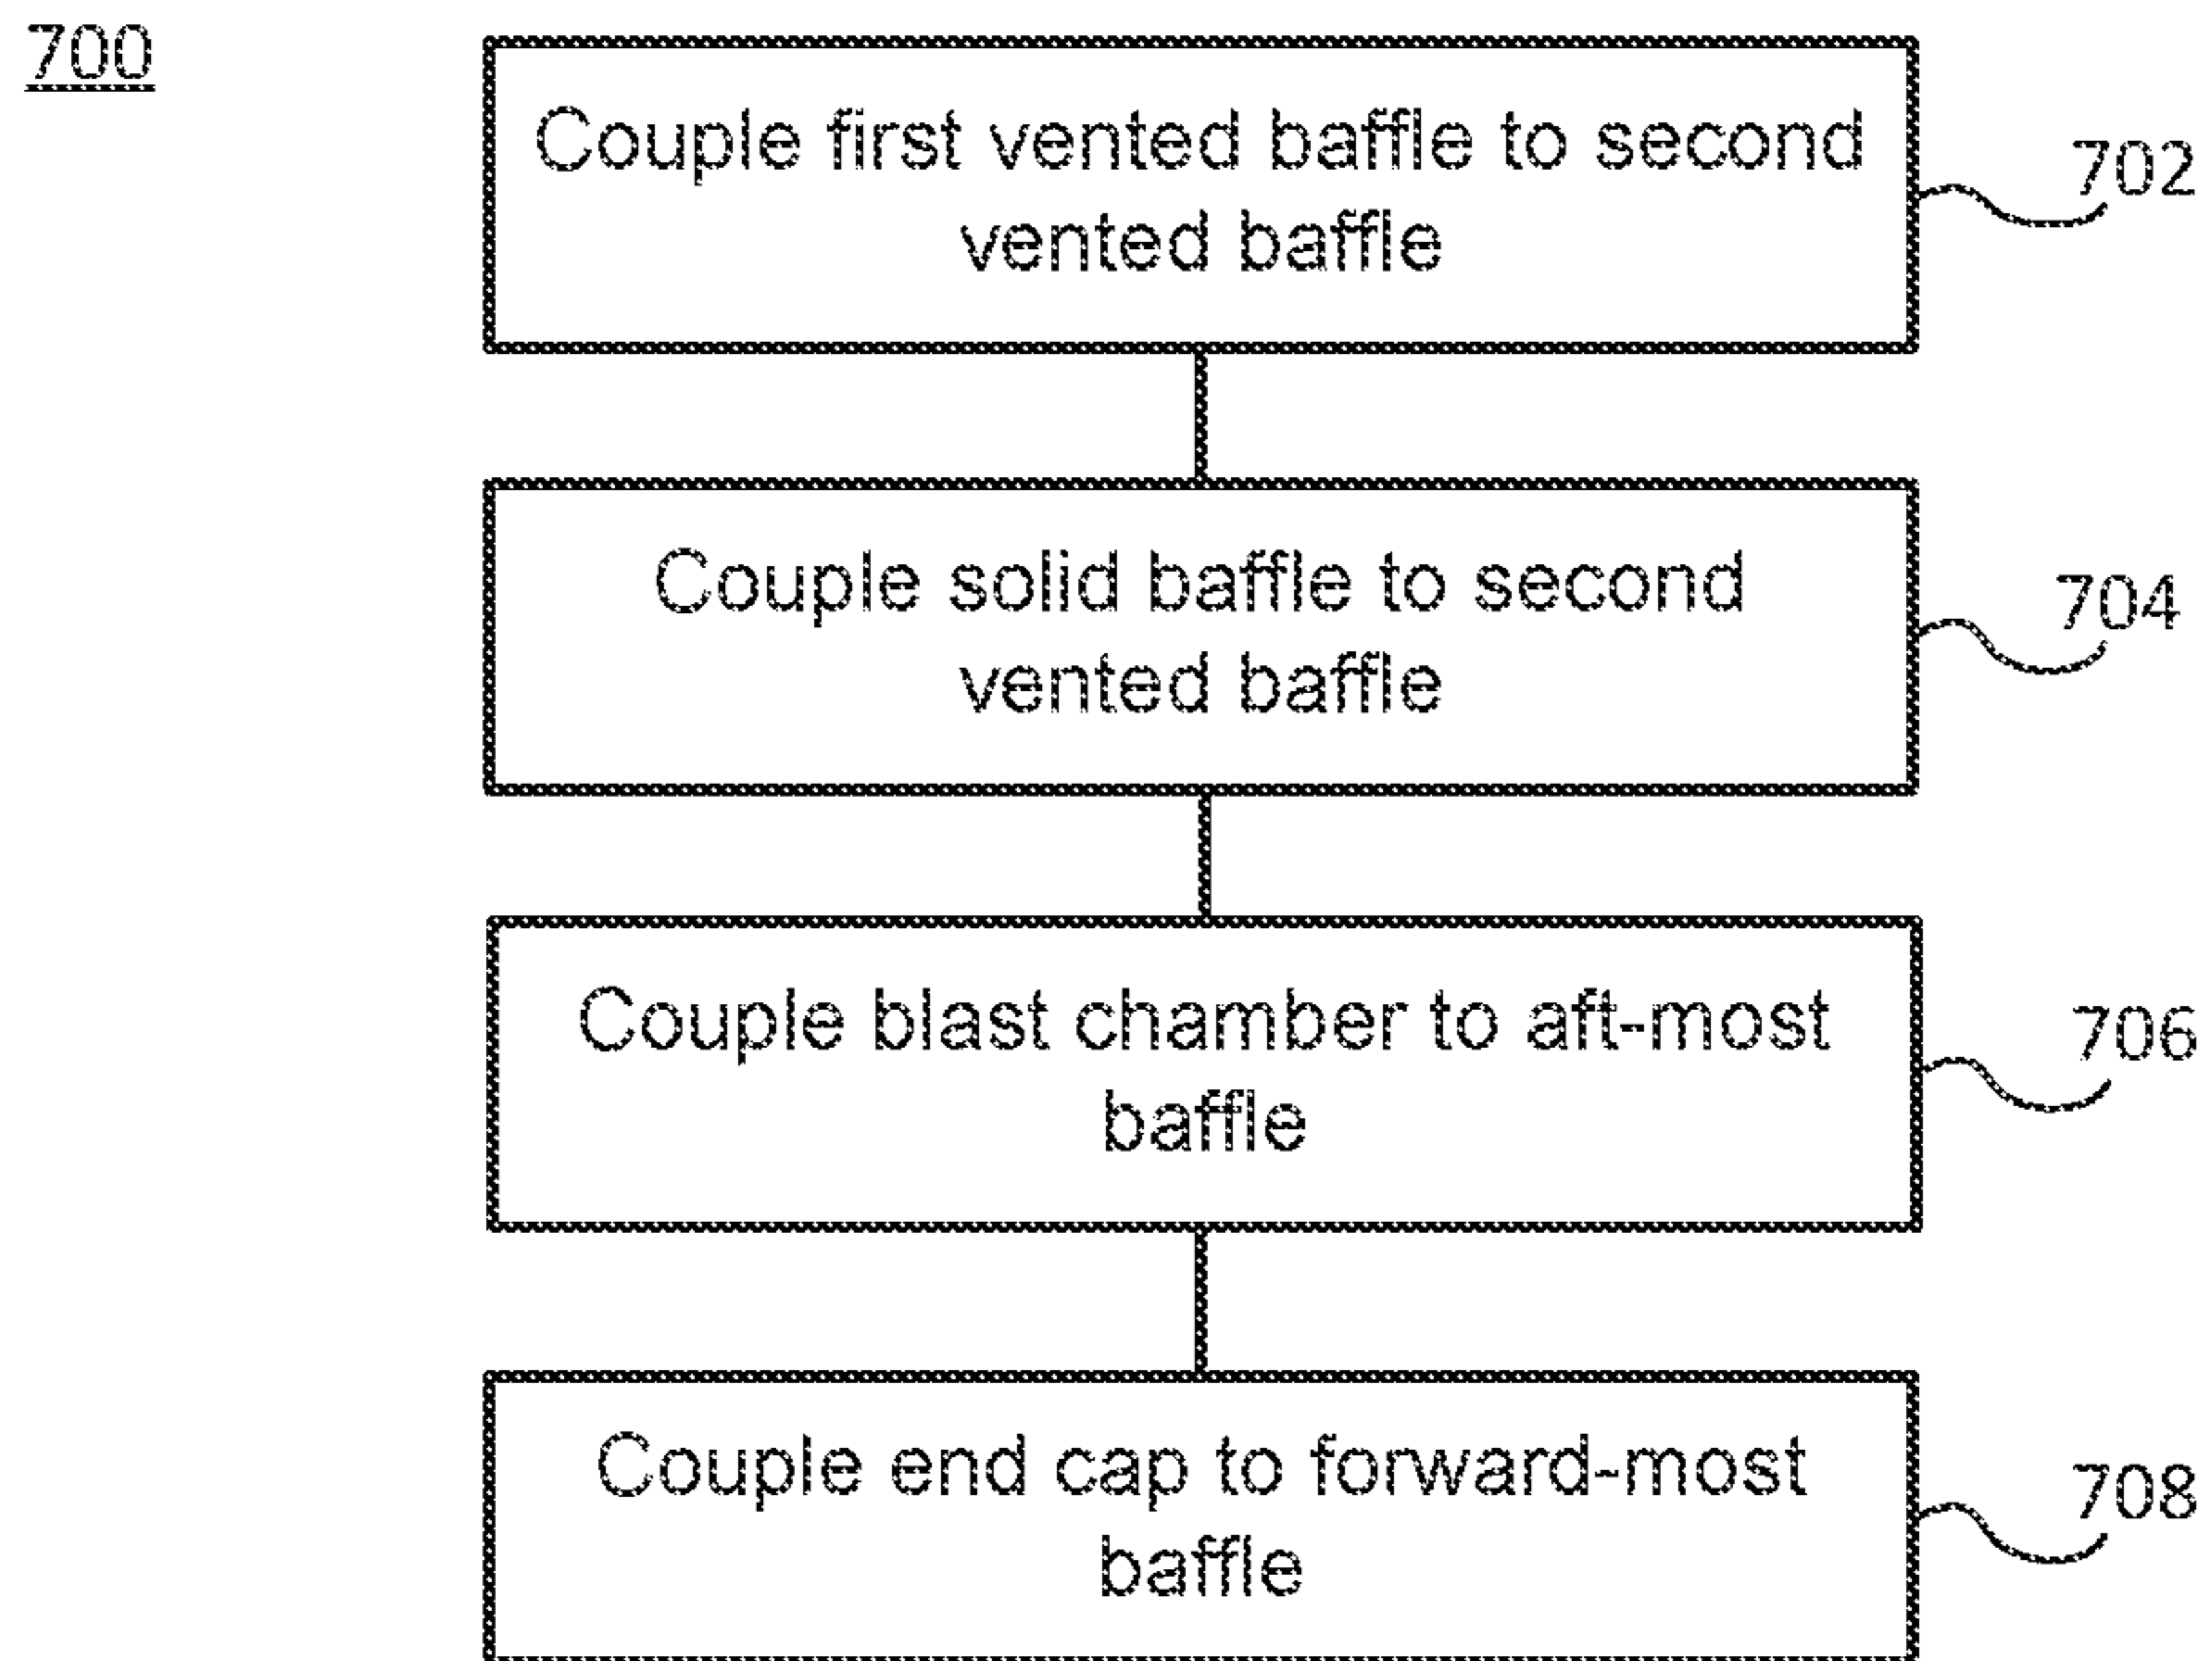 700
Couple first vented baffle to second
vented baffle
702
Couple solid baffle to second
vented baffle
704
Couple blast chamber to aft-most
baffle
706
Couple end cap to forward-most
baffle
708